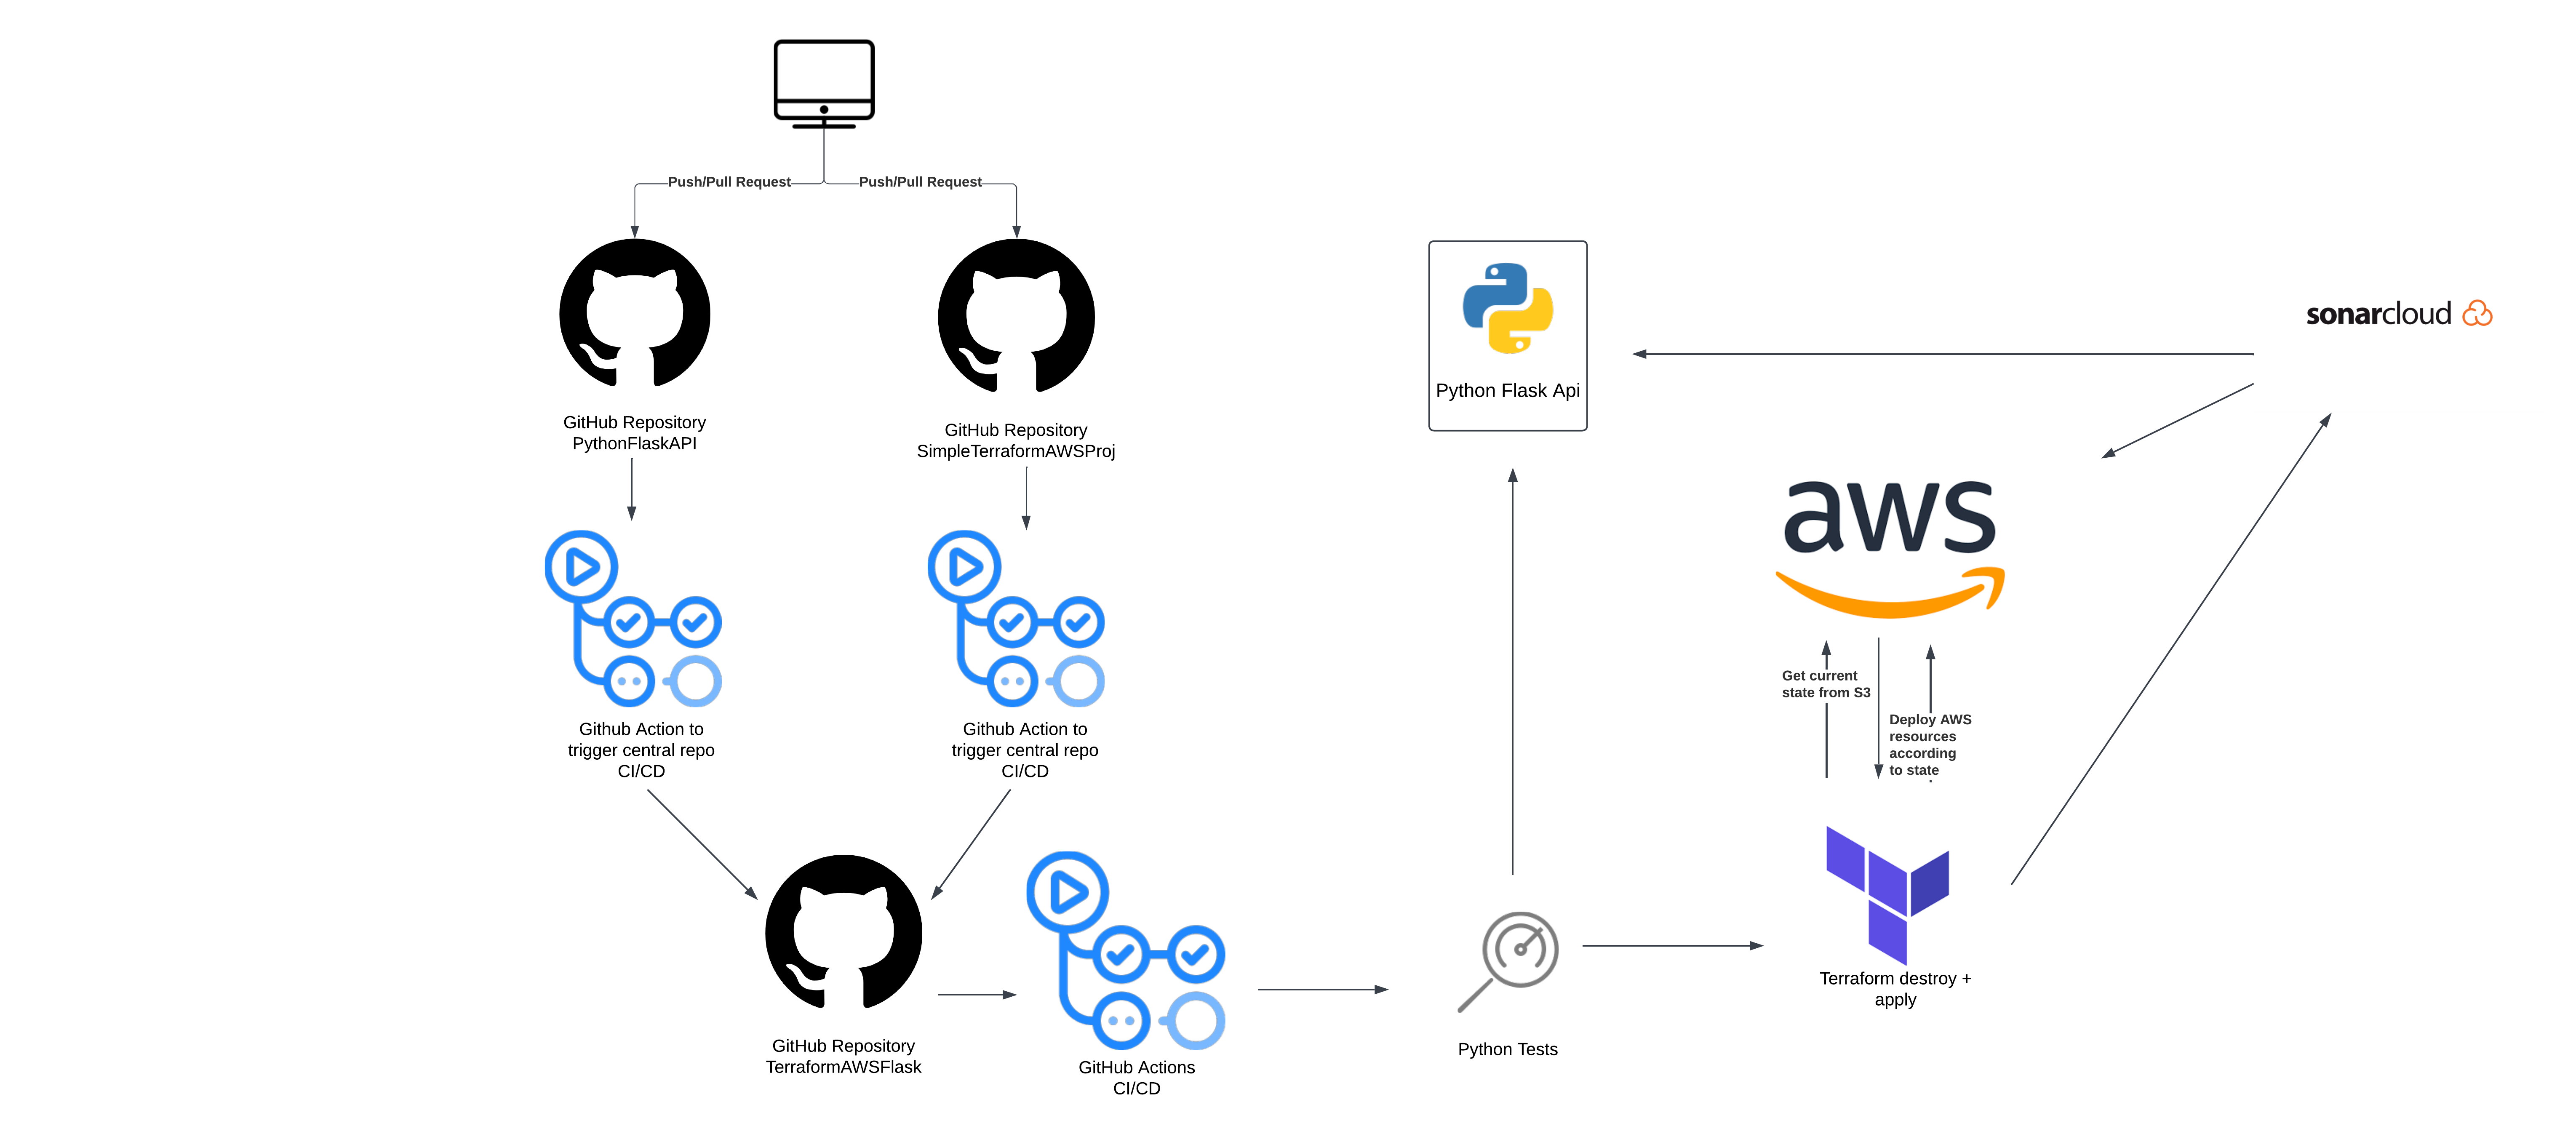 Push/Pull Request
Push/Pull Request
GitHub Repository
PythonFlaskAPI
GitHub Repository
SimpleTerraformAWSProj
Python Flask Api
sonarcloud
aws
Github Action to
trigger central repo
CI/CD
Github Action to
trigger central repo
CI/CD
Get current
state from S3
Deploy AWS
resources
according
to state
GitHub Repository
TerraformAWSFlask
GitHub Actions
CI/CD
Python Tests
Terraform destroy +
apply